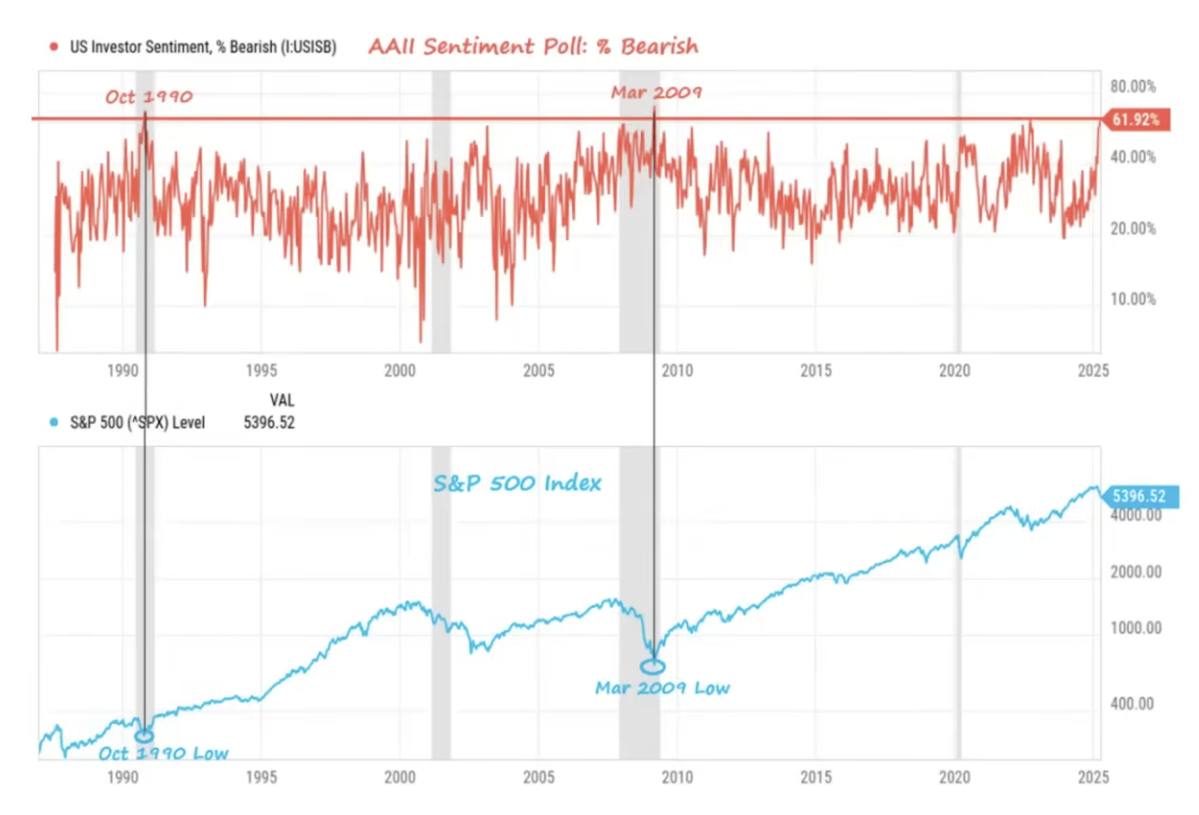 US Investor Sentiment, % Bearish (I:USISB)
AAII Sentiment Poll: % Bearish
Oct 1990
Mar 2009
80.00%
61.92%
40.00%
20.00%
10.00%
1990 1995 2000 2005 2010 2015 2020 2025
VAL
S&P 500 (^SPX) Level 5396.52
S&P 500 Index
5396.52
4000.00
2000.00
1000.00
Mar 2009 Low
400.00
Oct 1990 Low
1990 1995 2000 2005 2010 2015 2020 2025